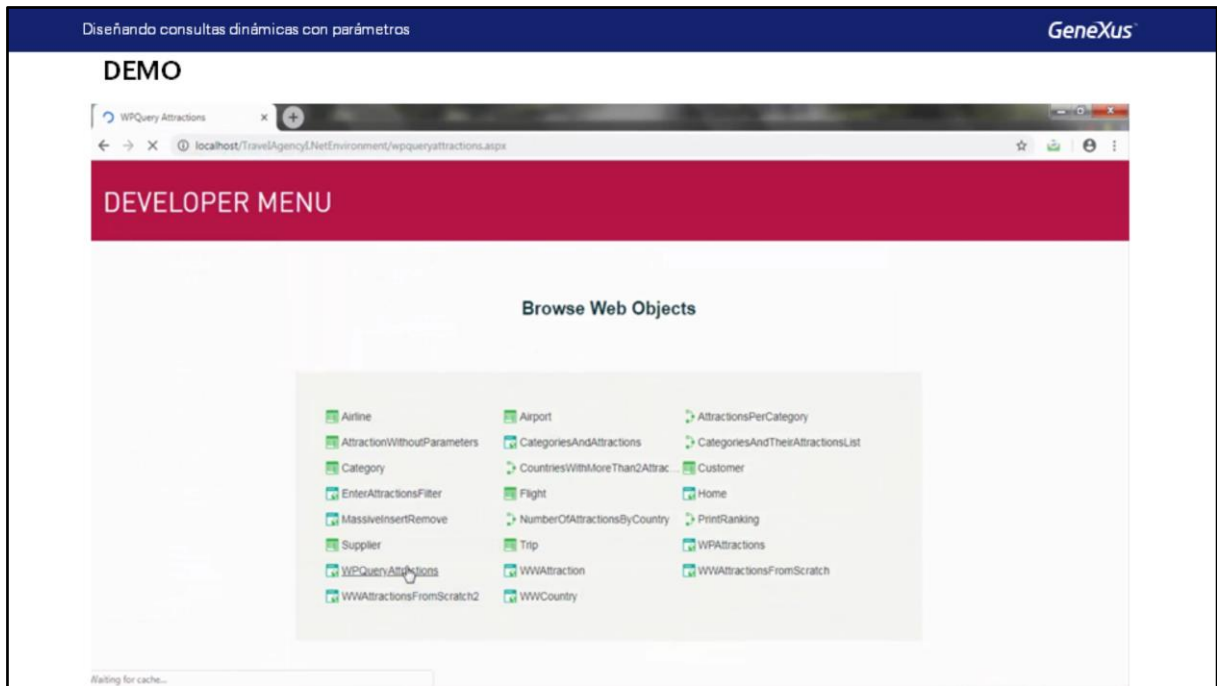 Diseñando consultas dinámicas con parámetros
GeneXus™
DEMO
WPQuery Attractions
localhost/TravelAgencyLNetEnvironment/wpqueryattractions.aspx
DEVELOPER MENU
Browse Web Objects
Airline Airport AttractionsPerCategory
AttractionWithoutParameters CategoriesAndAttractions CategoriesAndTheirAttractionsList
Category CountriesWithMoreThan2Attrac... Customer
EnterAttractionsFilter Flight Home
MassiveInsertRemove NumberOfAttractionsByCountry PrintRanking
Supplier Trip WPAttractions
WPQueryAttractions WWAttraction WWAttractionsFromScratch
WWAttractionsFromScratch2 WWCountry
Waiting for cache...